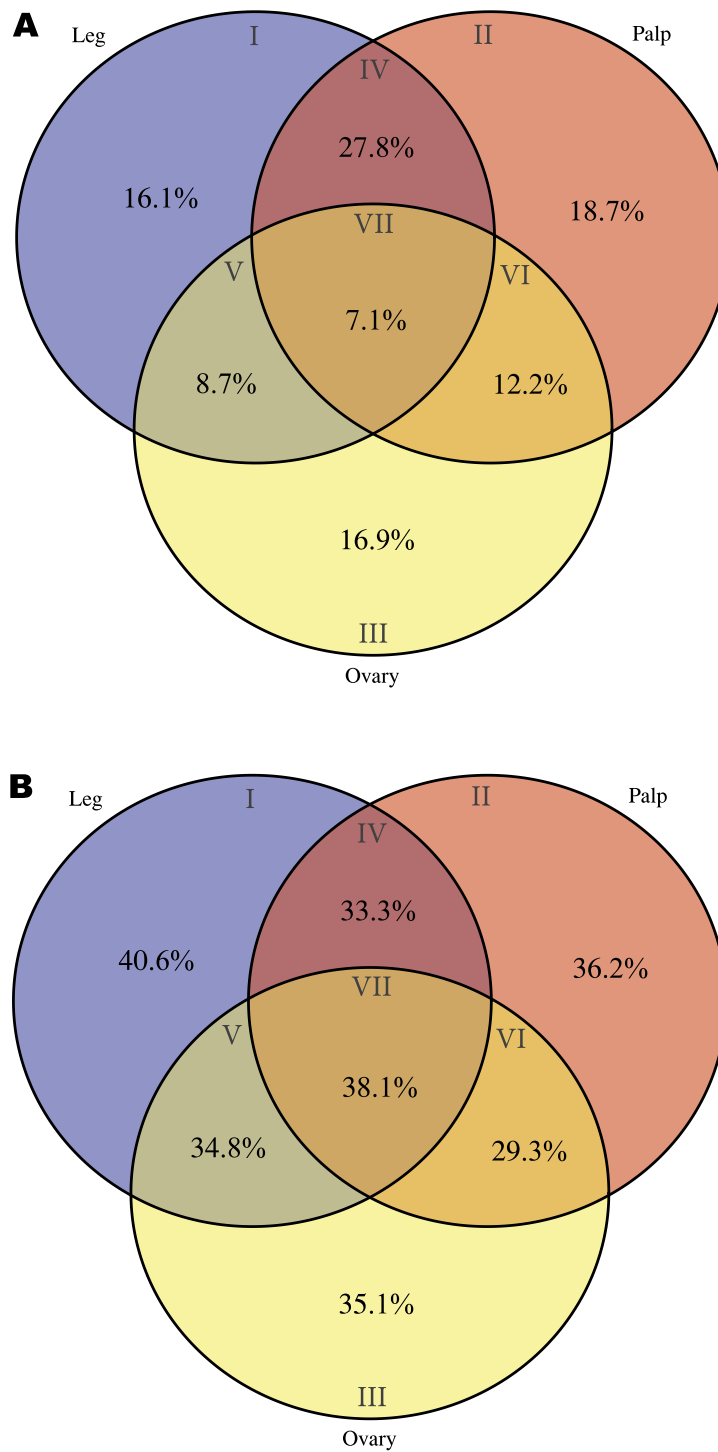 A
Leg
I
II
Palp
IV
27.8%
16.1%
18.7%
VII
V
VI
7.1%
8.7%
12.2%
16.9%
III
Ovary
B
Leg
I
II
Palp
IV
33.3%
40.6%
36.2%
VII
V
VI
38.1%
34.8%
29.3%
35.1%
III
Ovary